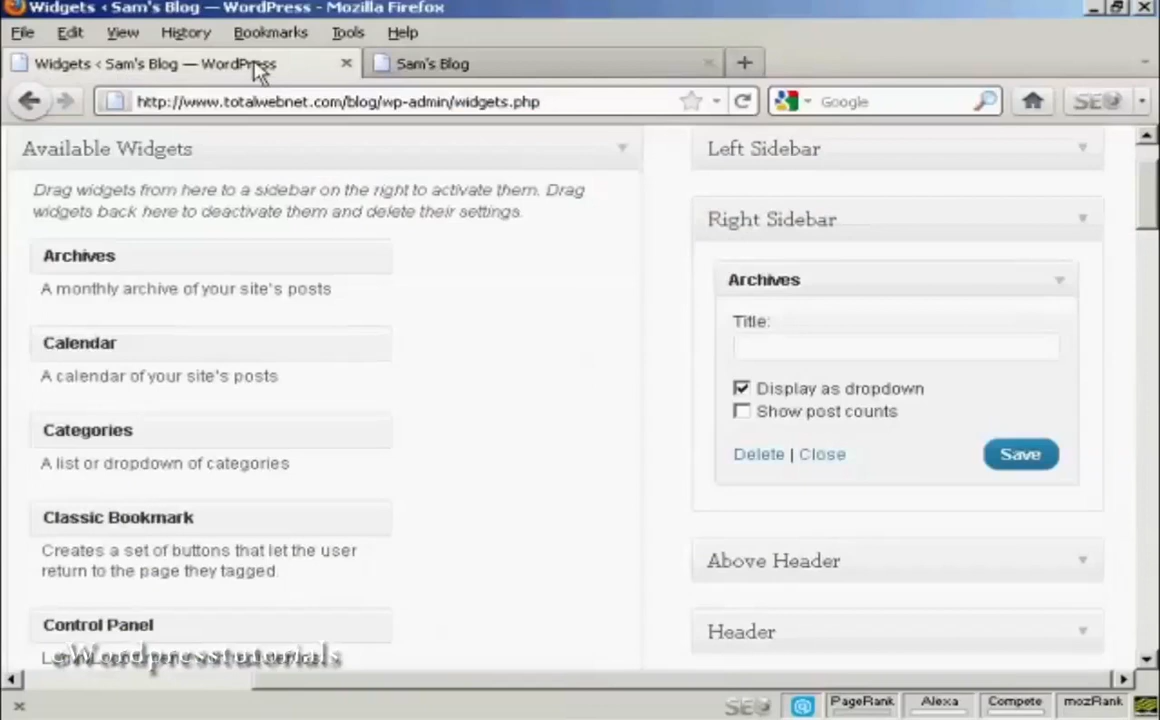 Widgets ‹ Sam's Blog — WordPress - Mozilla Firefox
File Edit View History Bookmarks Tools Help
Widgets ‹ Sam's Blog — WordPress
Sam's Blog
http://www.totalwebnet.com/blog/wp-admin/widgets.php
Google
SEO
Available Widgets
Drag widgets from here to a sidebar on the right to activate them. Drag
widgets back here to deactivate them and delete their settings.
Archives
A monthly archive of your site's posts
Calendar
A calendar of your site's posts
Categories
A list or dropdown of categories
Classic Bookmark
Creates a set of buttons that let the user
return to the page they tagged.
Control Panel
eWordpresstutorials
Left Sidebar
Right Sidebar
Archives
Title:
Display as dropdown
Show post counts
Delete | Close
Save
Above Header
Header
SEO
PageRank
Alexa
Compete
mozRank